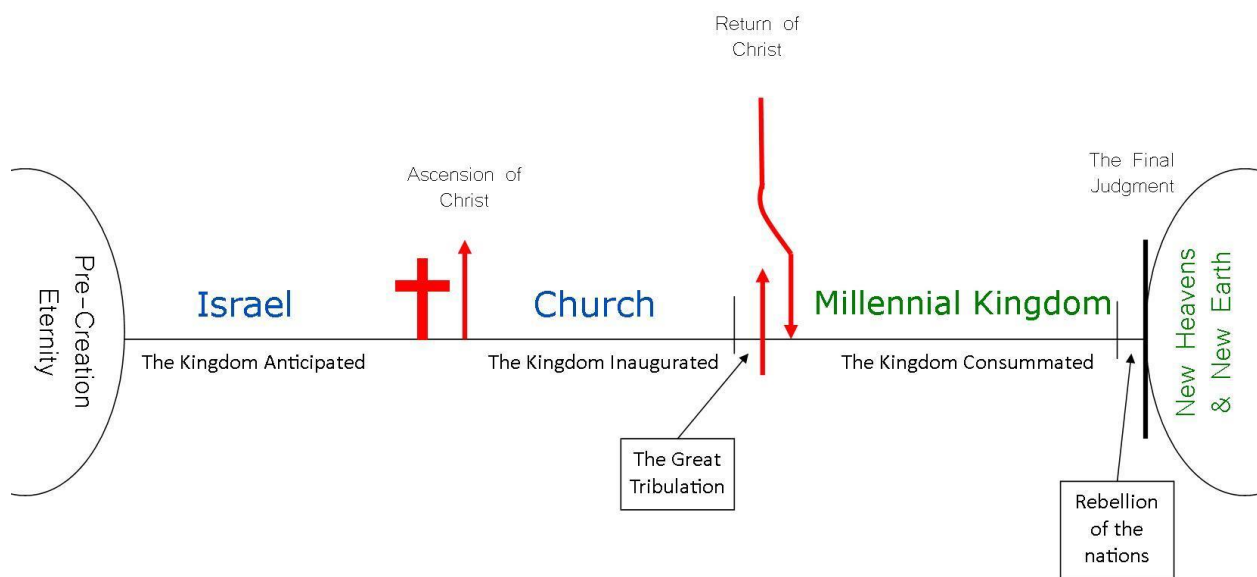 Return of
Christ
The Final
Judgment
Ascension of
Christ
Pre-Creation
Eternity
Israel
Church
Millennial Kingdom
New Heavens
& New Earth
The Kingdom Anticipated
The Kingdom Inaugurated
The Kingdom Consummated
The Great
Tribulation
Rebellion
of the
nations